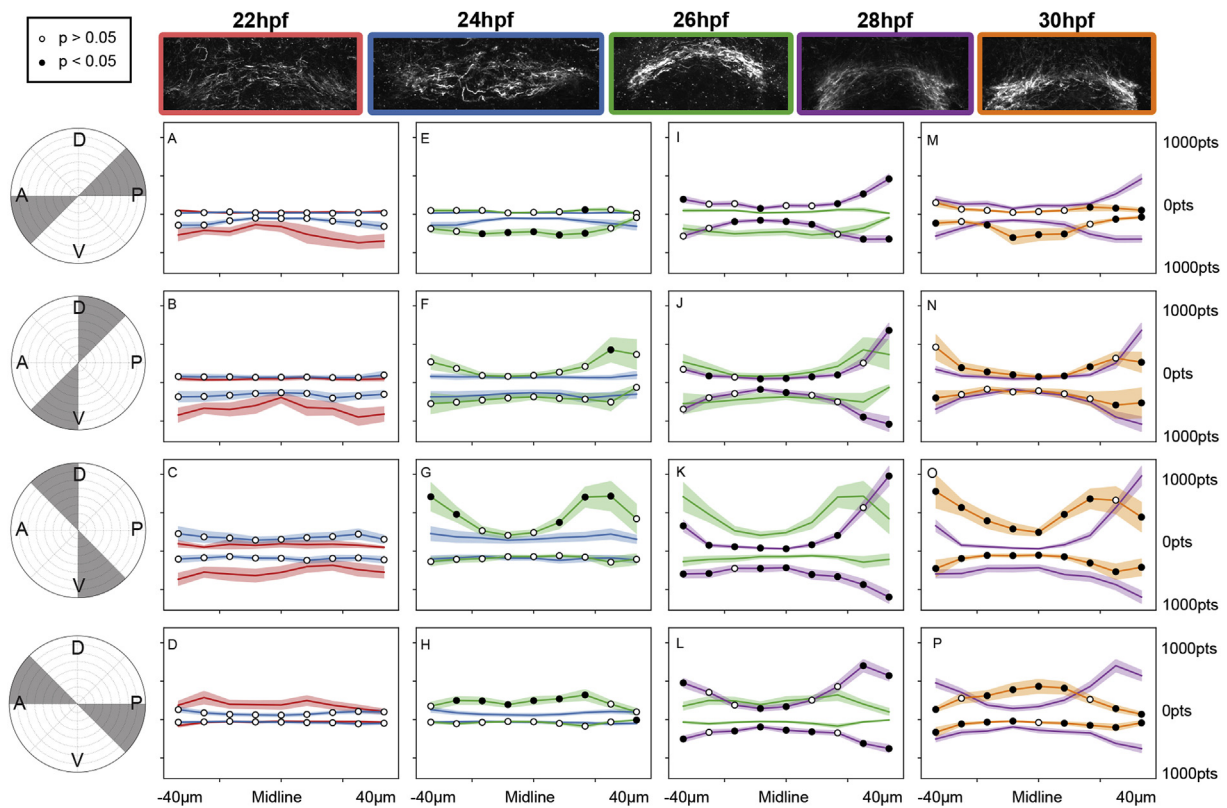 22hpf 24hpf 26hpf 28hpf 30hpf
p > 0.05
p < 0.05
D
A P
V
A E I M
1000pts
0pts
1000pts
D
A P
V
B F J N
1000pts
0pts
1000pts
D
A P
V
C G K O
1000pts
0pts
1000pts
D
A P
V
D H L P
1000pts
0pts
1000pts
-40μm Midline 40μm -40μm Midline 40μm -40μm Midline 40μm -40μm Midline 40μm